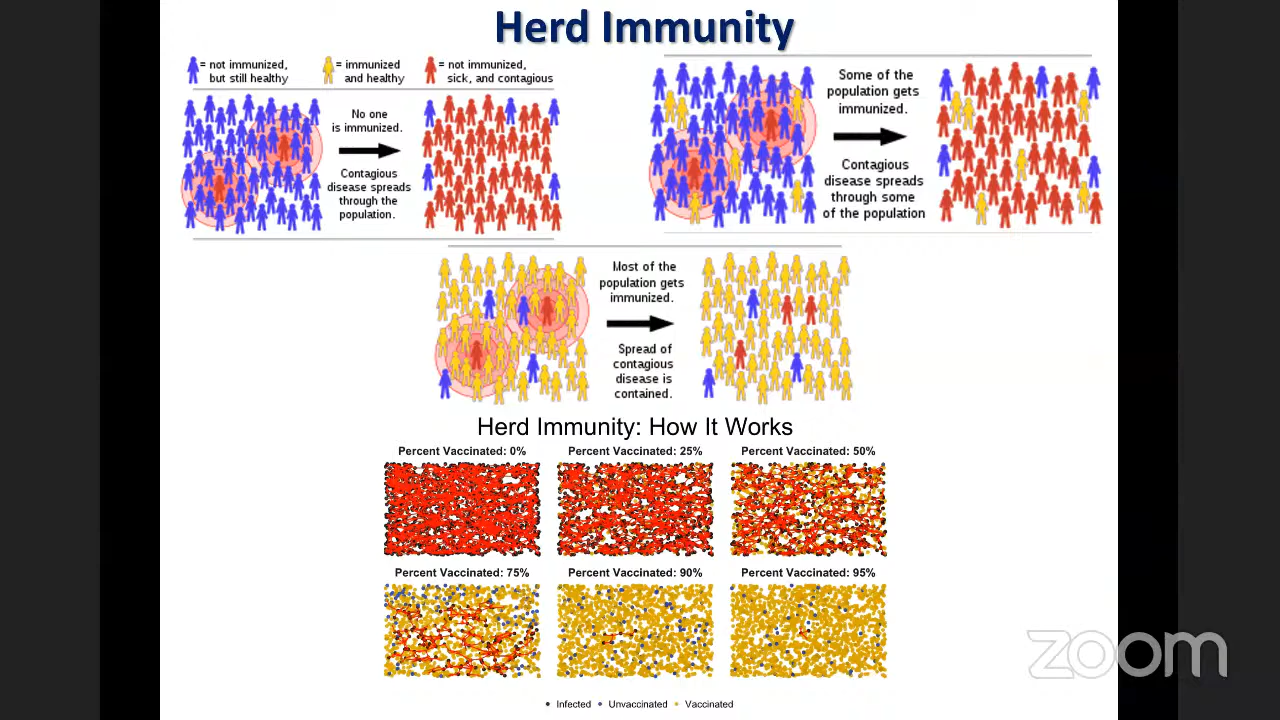 Herd Immunity
= not immunized,
but still healthy
= immunized
and healthy
= not immunized,
sick, and contagious
No one
is immunized.
Contagious
disease spreads
through the
population.
Some of the
population gets
immunized.
Contagious
disease spreads
through some
of the population
Most of the
population gets
immunized.
Spread of
contagious
disease is
contained.
Herd Immunity: How It Works
Percent Vaccinated: 0%
Percent Vaccinated: 25%
Percent Vaccinated: 50%
Percent Vaccinated: 75%
Percent Vaccinated: 90%
Percent Vaccinated: 95%
Infected
Unvaccinated
Vaccinated
zoom